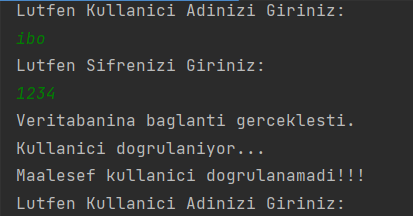 Lutfen Kullanici Adinizi Giriniz:
ibo
Lutfen Sifrenizi Giriniz:
1234
Veritabanina baglanti gerceklesti.
Kullanici dogrulaniyor...
Maalesef kullanici dogrulanamadi!!!
Lutfen Kullanici Adinizi Giriniz: